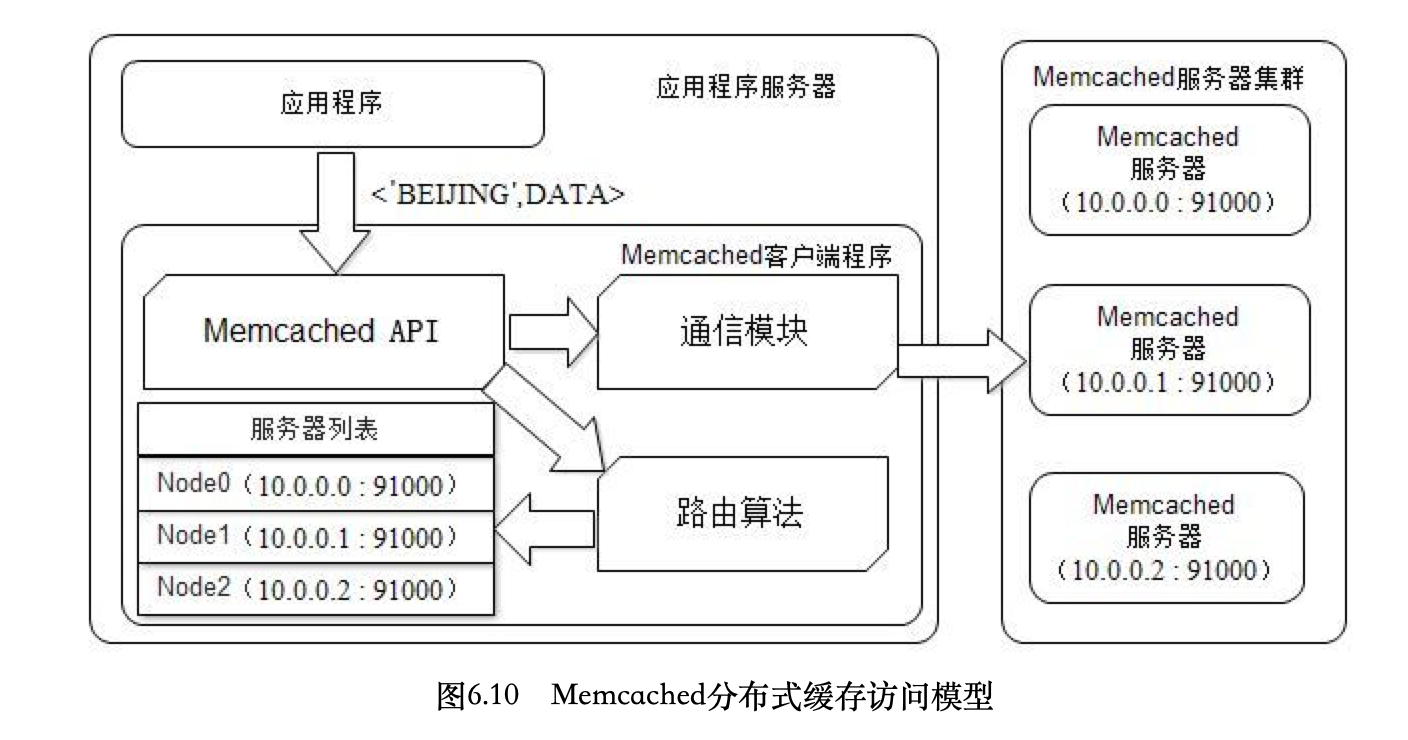 应用程序
应用程序服务器
<'BEIJING',DATA>
Memcached客户端程序
Memcached API
通信模块
服务器列表
Node0（10.0.0.0 : 91000）
Node1（10.0.0.1 : 91000）
Node2（10.0.0.2 : 91000）
路由算法
Memcached服务器集群
Memcached
服务器
（10.0.0.0 : 91000）
Memcached
服务器
（10.0.0.1 : 91000）
Memcached
服务器
（10.0.0.2 : 91000）
图6.10 Memcached分布式缓存访问模型